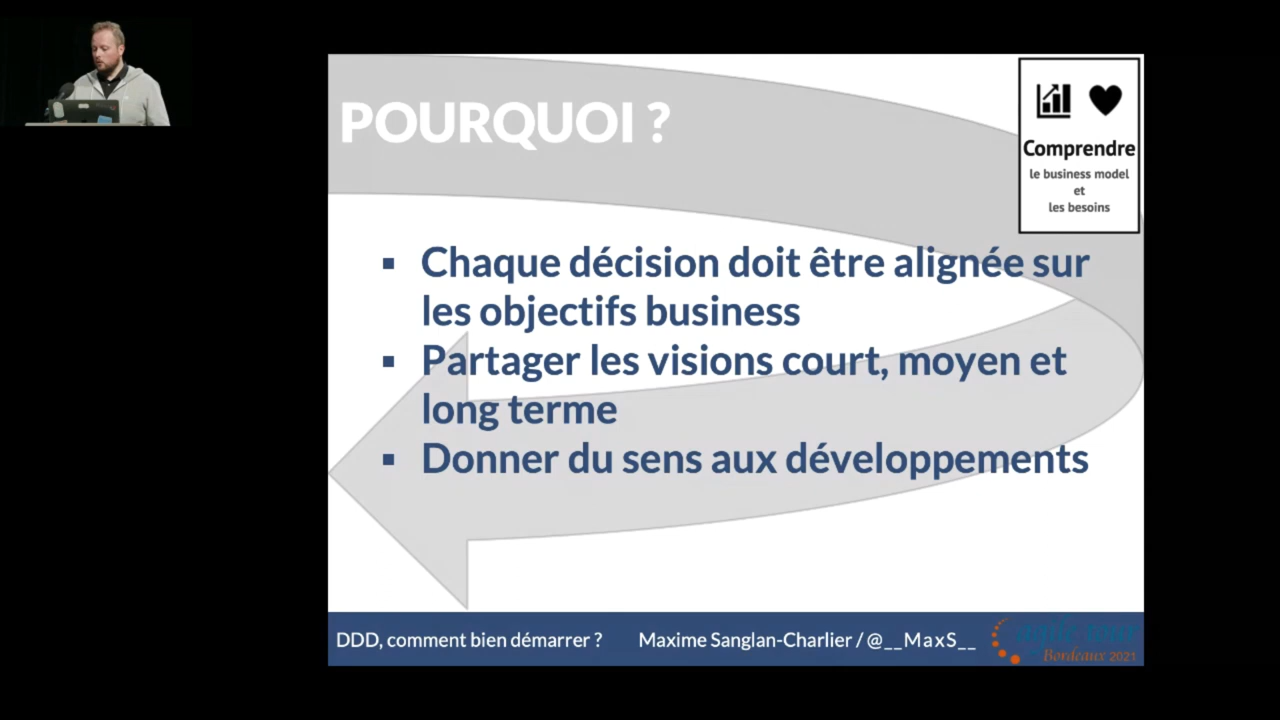 POURQUOI ?
Comprendre
le business model
et
les besoins
▪ Chaque décision doit être alignée sur
les objectifs business
▪ Partager les visions court, moyen et
long terme
▪ Donner du sens aux développements
DDD, comment bien démarrer ?
Maxime Sanglan-Charlier / @__MaxS__
agile tour
Bordeaux 2021